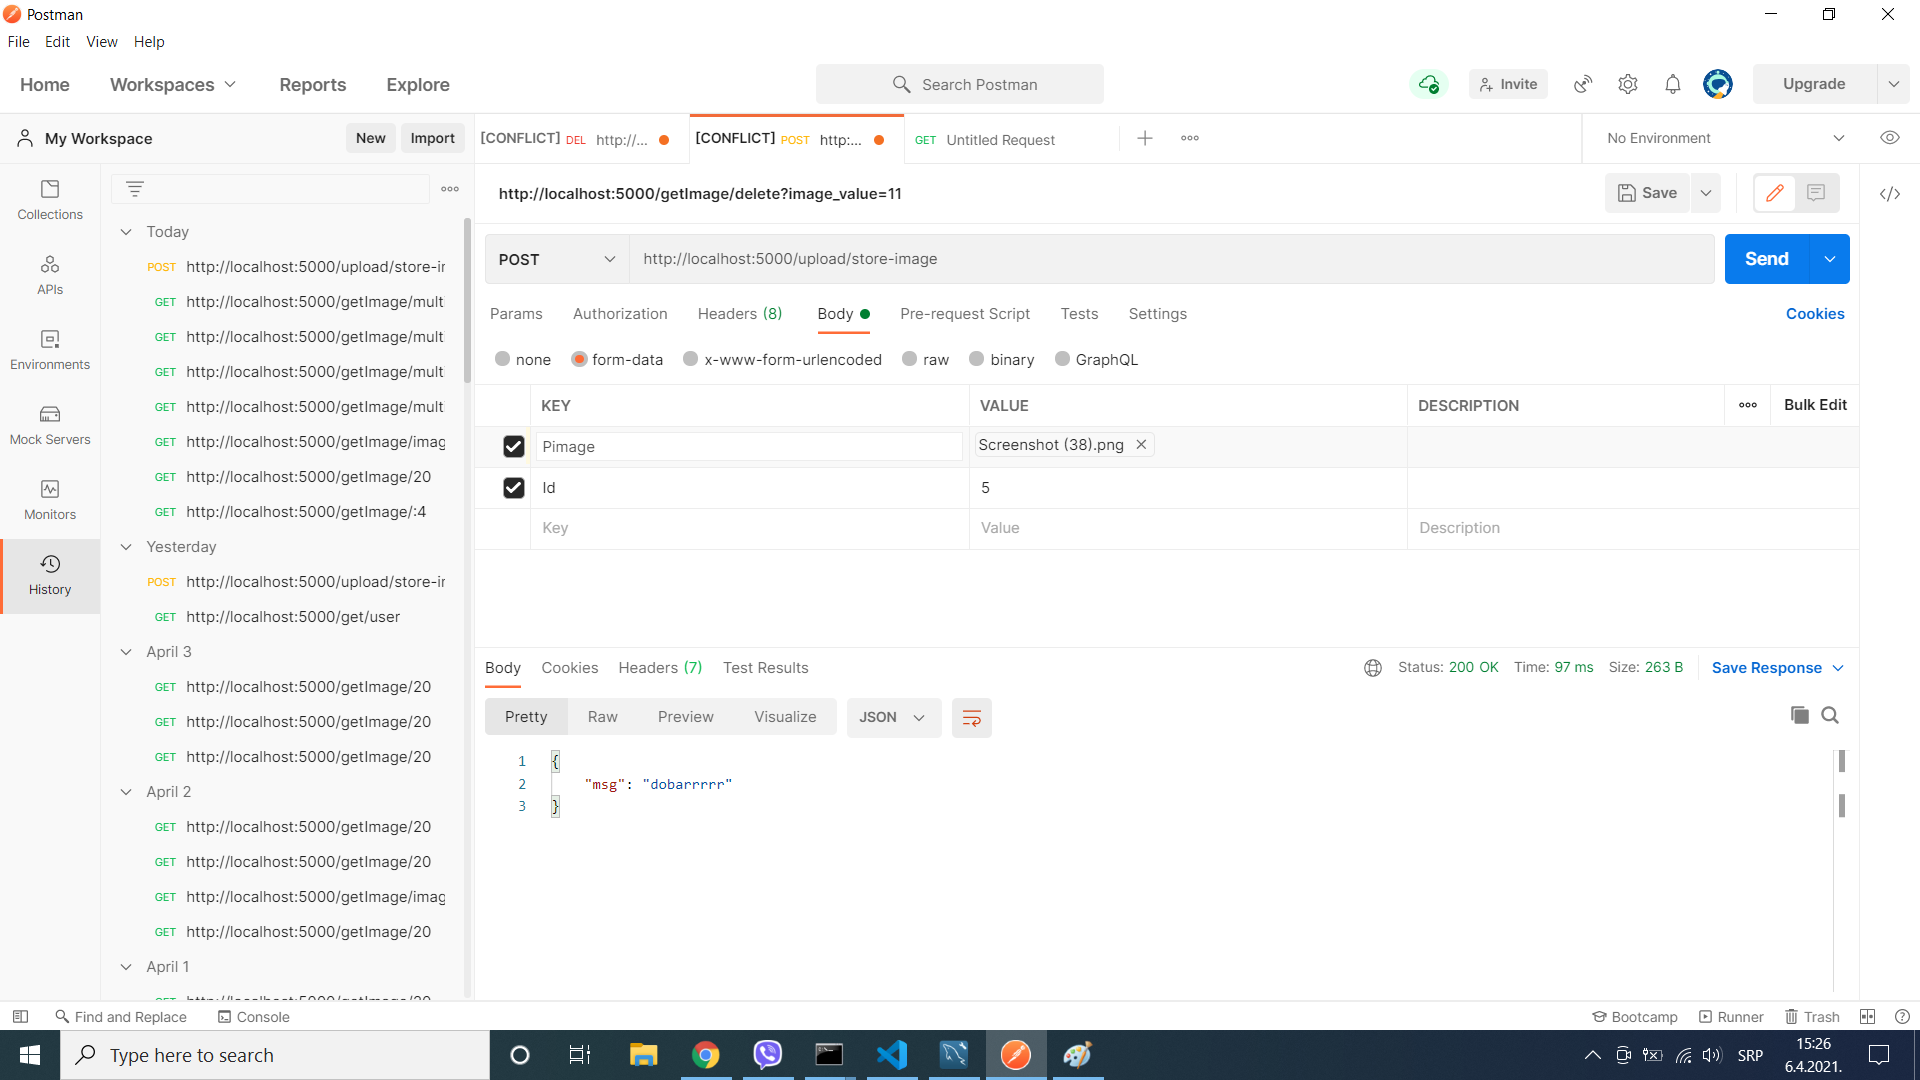 Postman
File Edit View Help
Home Workspaces Reports Explore Search Postman Invite Upgrade
My Workspace New Import [CONFLICT] DEL http://... [CONFLICT] POST http:... GET Untitled Request No Environment
http://localhost:5000/getImage/delete?image_value=11 Save
POST http://localhost:5000/upload/store-image Send
Params Authorization Headers (8) Body Pre-request Script Tests Settings Cookies
none form-data x-www-form-urlencoded raw binary GraphQL
KEY VALUE DESCRIPTION Bulk Edit
Pimage Screenshot (38).png
Id 5
Key Value Description
Collections
APIs
Environments
Mock Servers
Monitors
History
Today
POST http://localhost:5000/upload/store-ir
GET http://localhost:5000/getImage/mult
GET http://localhost:5000/getImage/mult
GET http://localhost:5000/getImage/mult
GET http://localhost:5000/getImage/mult
GET http://localhost:5000/getImage/imag
GET http://localhost:5000/getImage/20
GET http://localhost:5000/getImage/:4
Yesterday
POST http://localhost:5000/upload/store-ir
GET http://localhost:5000/get/user
April 3
GET http://localhost:5000/getImage/20
GET http://localhost:5000/getImage/20
GET http://localhost:5000/getImage/20
April 2
GET http://localhost:5000/getImage/20
GET http://localhost:5000/getImage/20
GET http://localhost:5000/getImage/imag
GET http://localhost:5000/getImage/20
April 1
GET http://localhost:5000/getImage/20
Body Cookies Headers (7) Test Results Status: 200 OK Time: 97 ms Size: 263 B Save Response
Pretty Raw Preview Visualize JSON
1 {
2 "msg": "dobarrrrr"
3 }
Find and Replace Console Bootcamp Runner Trash
Type here to search SRP 15:26
6.4.2021.